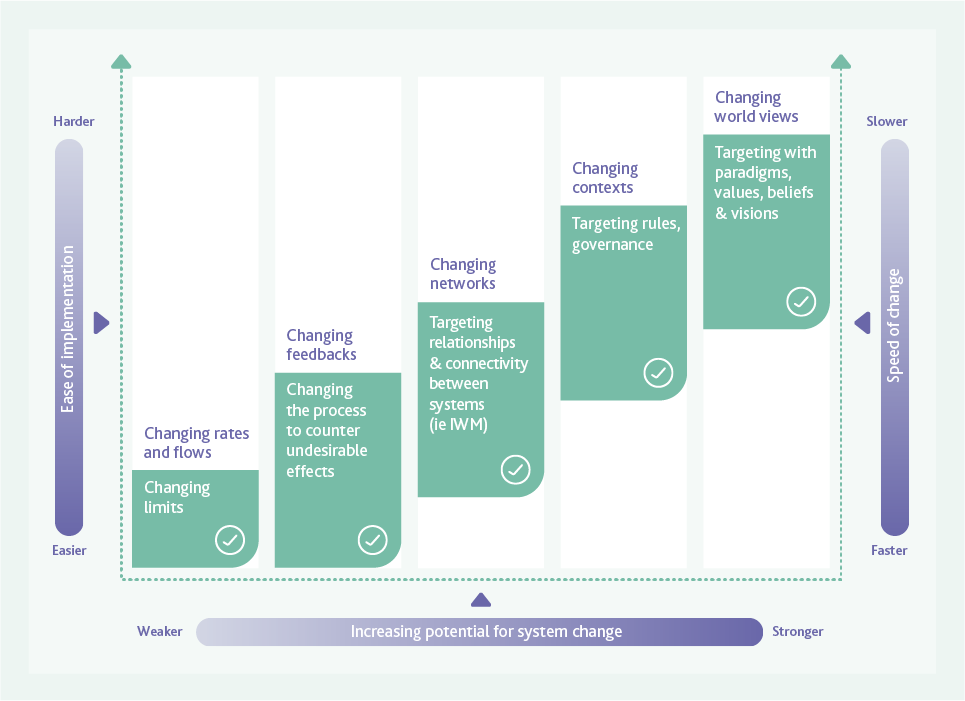 Harder
Ease of implementation
Easier
Changing rates
and flows
Changing
limits
Changing
feedbacks
Changing
the process
to counter
undesirable
effects
Changing
networks
Targeting
relationships
& connectivity
between
systems
(ie IWM)
Changing
contexts
Targeting rules,
governance
Changing
world views
Targeting with
paradigms,
values, beliefs
& visions
Slower
Speed of change
Faster
Weaker
Increasing potential for system change
Stronger